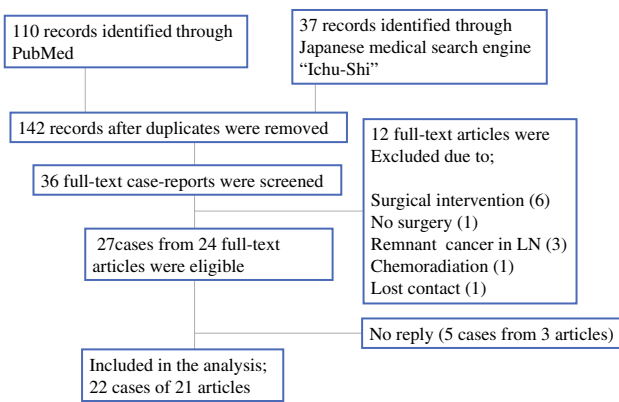 110 records identified through
PubMed
37 records identified through
Japanese medical search engine
“Ichu-Shi”
142 records after duplicates were removed
36 full-text case-reports were screened
12 full-text articles were
Excluded due to;
Surgical intervention (6)
No surgery (1)
Remnant cancer in LN (3)
Chemoradiation (1)
Lost contact (1)
27cases from 24 full-text
articles were eligible
No reply (5 cases from 3 articles)
Included in the analysis;
22 cases of 21 articles